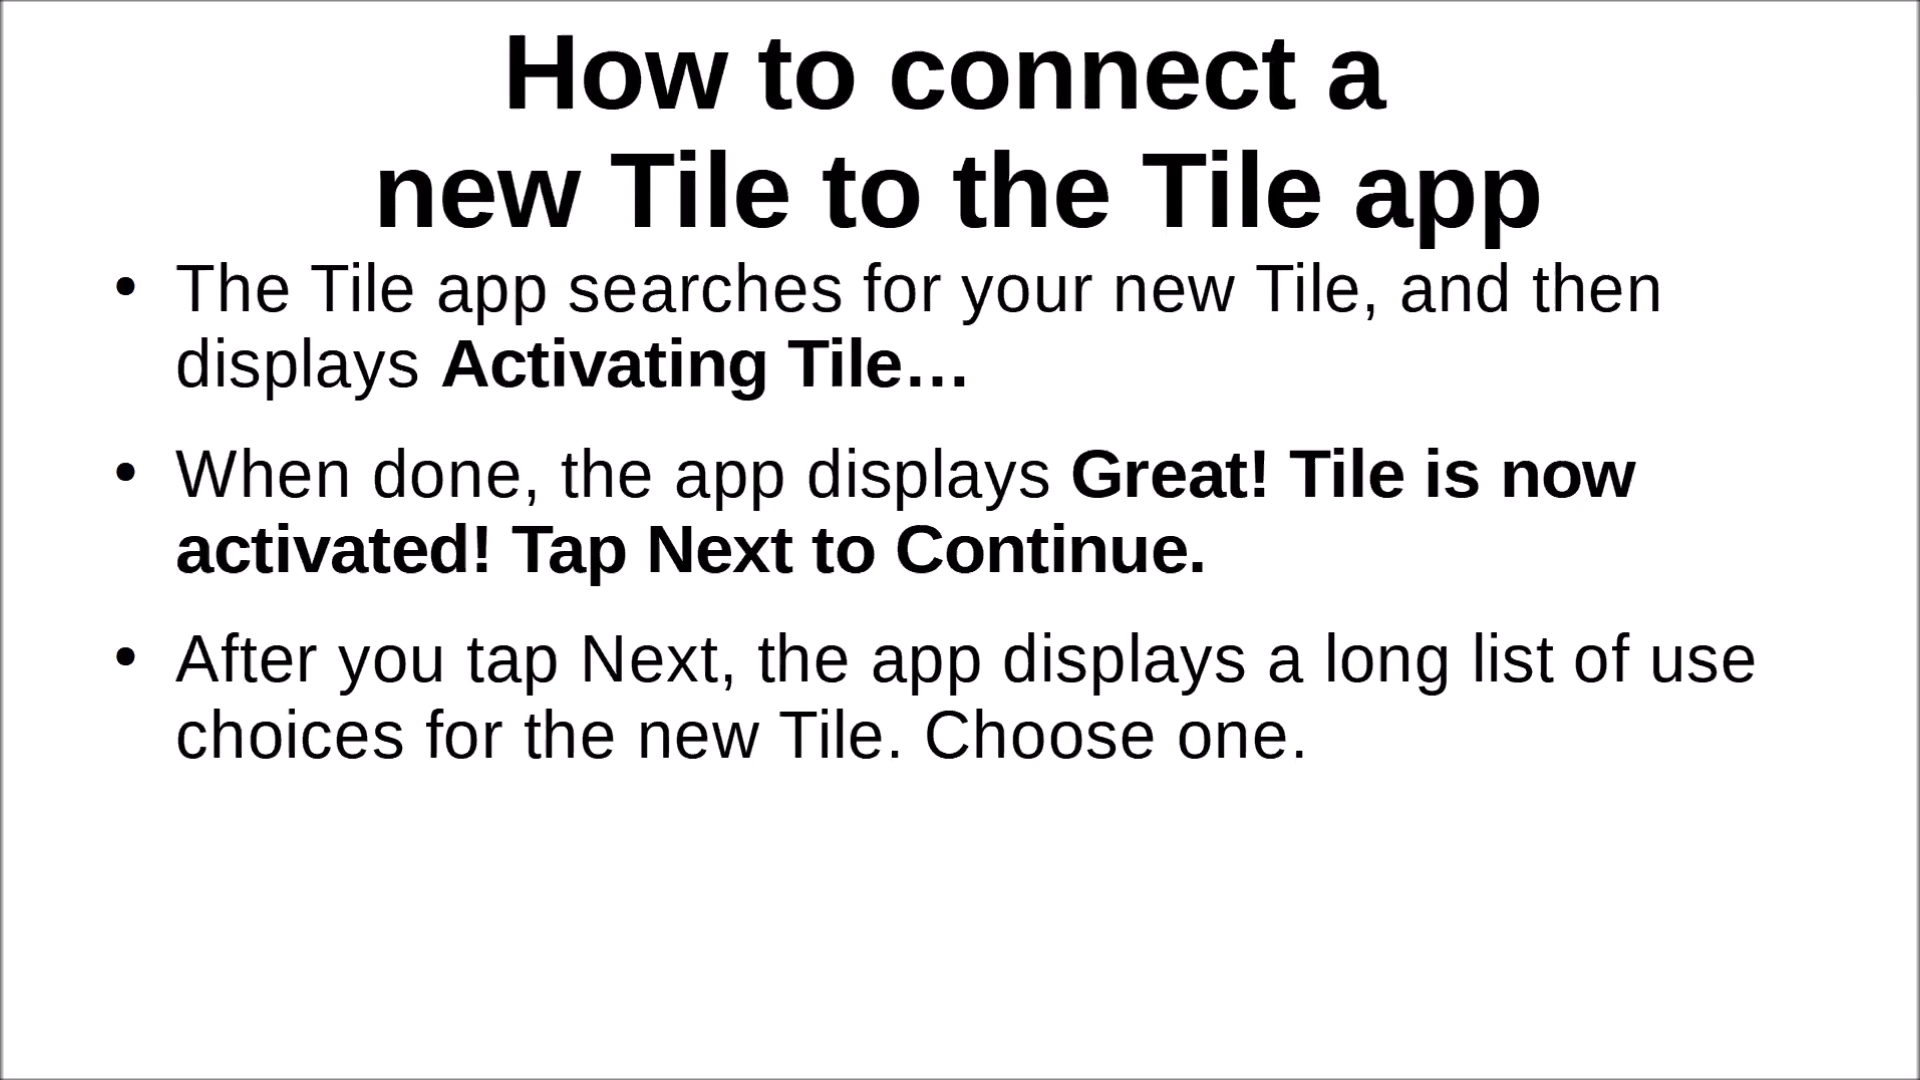 How to connect a
new Tile to the Tile app
• The Tile app searches for your new Tile, and then
displays Activating Tile…
• When done, the app displays Great! Tile is now
activated! Tap Next to Continue.
• After you tap Next, the app displays a long list of use
choices for the new Tile. Choose one.